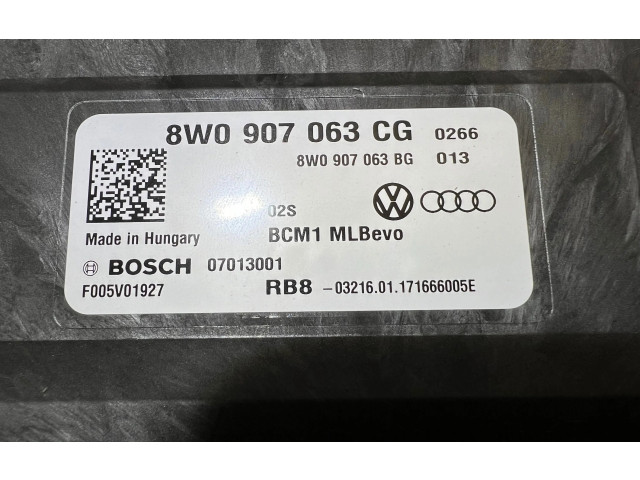 8W0 907 063 CG 0266
8W0 907 063 BG 013
02S
Made in Hungary BCM1 MLBevo
BOSCH 07013001
F005V01927 RB8 -03216.01.171666005E